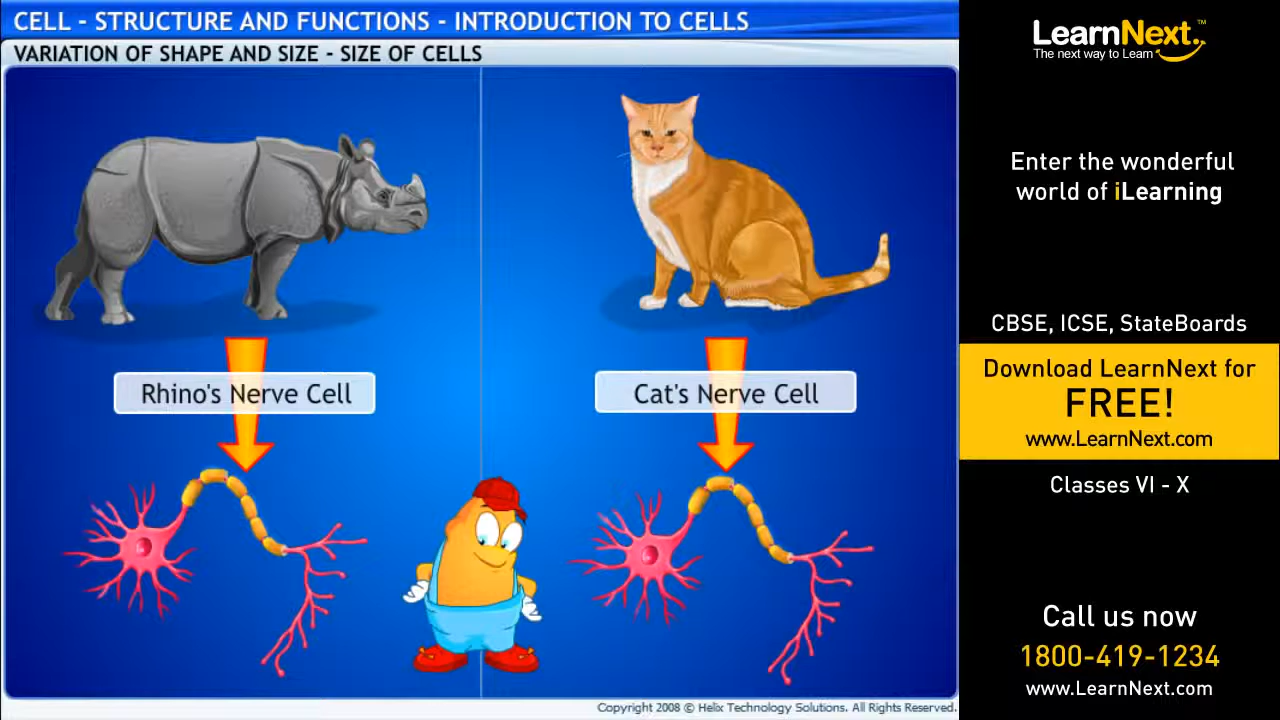 CELL - STRUCTURE AND FUNCTIONS - INTRODUCTION TO CELLS
VARIATION OF SHAPE AND SIZE - SIZE OF CELLS
Rhino's Nerve Cell
Cat's Nerve Cell
Copyright 2008 © Helix Technology Solutions. All Rights Reserved.
LearnNext.™
The next way to Learn
Enter the wonderful
world of iLearning
CBSE, ICSE, StateBoards
Download LearnNext for
FREE!
www.LearnNext.com
Classes VI - X
Call us now
1800-419-1234
www.LearnNext.com